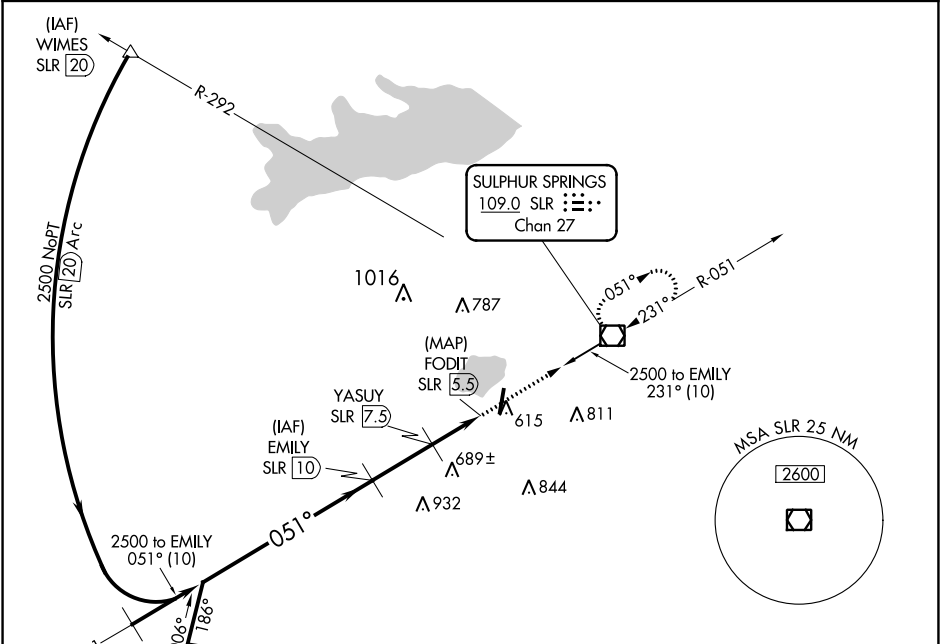 (IAF)
WIMES
SLR 20
R-292
SULPHUR SPRINGS
109.0 SLR
Chan 27
2500 NoPT
SLR 20 Arc
051°
231°
R-051
1016
787
(MAP)
FODIT
SLR 5.5
2500 to EMILY
231° (10)
YASUY
SLR 7.5
615
811
(IAF)
EMILY
SLR 10
689±
932
844
MSA SLR 25 NM
2600
051°
2500 to EMILY
051° (10)
186°